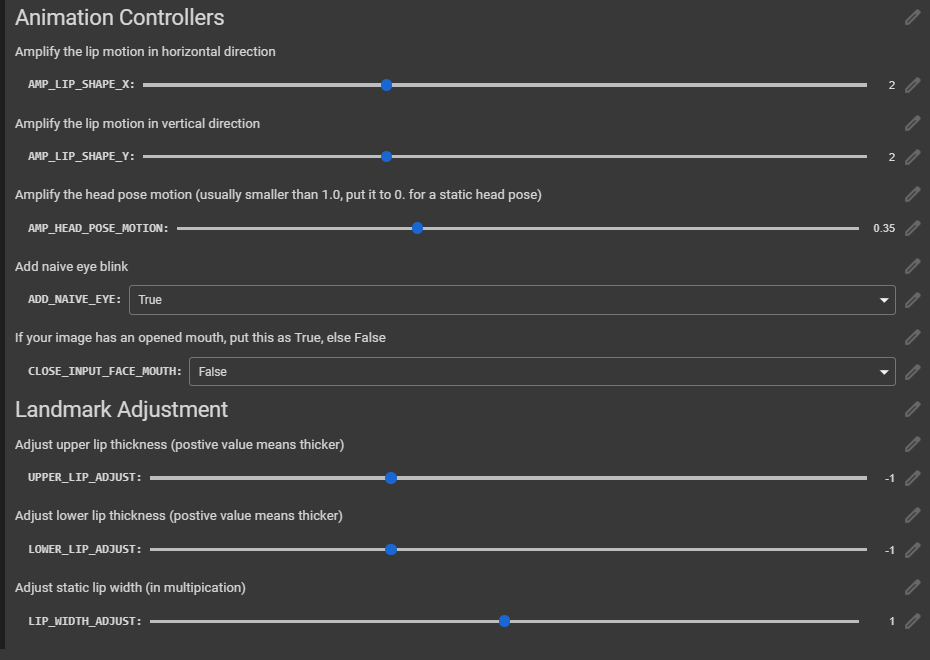 Animation Controllers
Amplify the lip motion in horizontal direction
AMP_LIP_SHAPE_X: 2
Amplify the lip motion in vertical direction
AMP_LIP_SHAPE_Y: 2
Amplify the head pose motion (usually smaller than 1.0, put it to 0. for a static head pose)
AMP_HEAD_POSE_MOTION: 0.35
Add naive eye blink
ADD_NAIVE_EYE: True
If your image has an opened mouth, put this as True, else False
CLOSE_INPUT_FACE_MOUTH: False
Landmark Adjustment
Adjust upper lip thickness (postive value means thicker)
UPPER_LIP_ADJUST: -1
Adjust lower lip thickness (postive value means thicker)
LOWER_LIP_ADJUST: -1
Adjust static lip width (in multipication)
LIP_WIDTH_ADJUST: 1